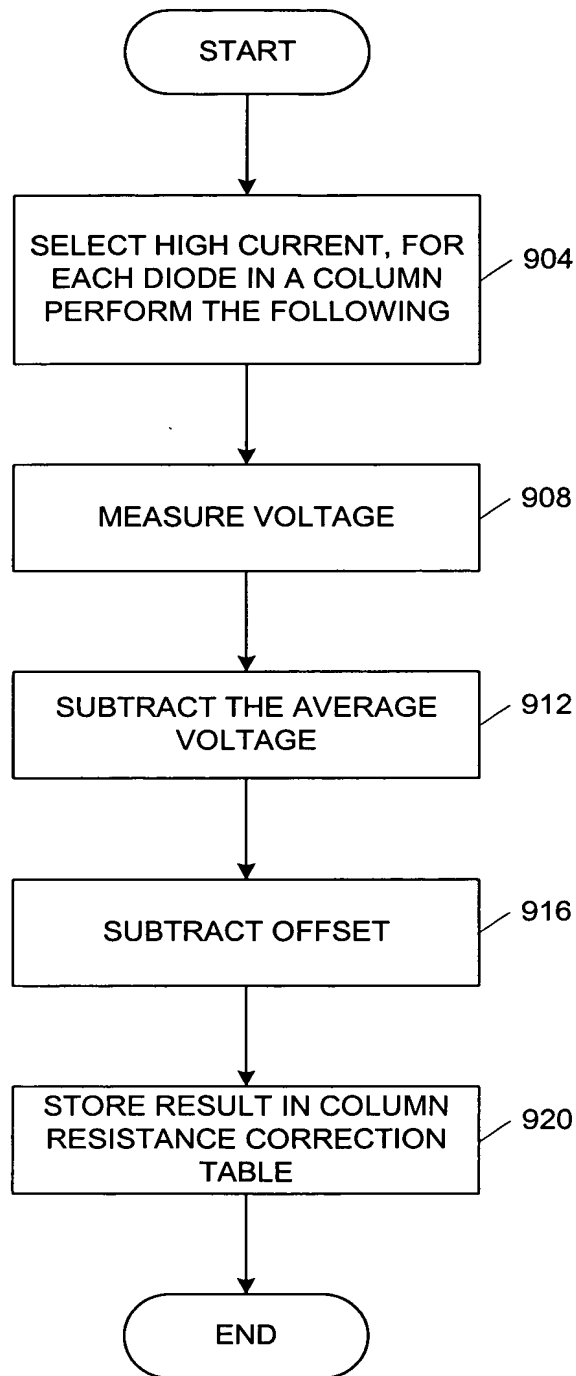 START
SELECT HIGH CURRENT, FOR
EACH DIODE IN A COLUMN
PERFORM THE FOLLOWING
904
MEASURE VOLTAGE
908
SUBTRACT THE AVERAGE
VOLTAGE
912
SUBTRACT OFFSET
916
STORE RESULT IN COLUMN
RESISTANCE CORRECTION
TABLE
920
END